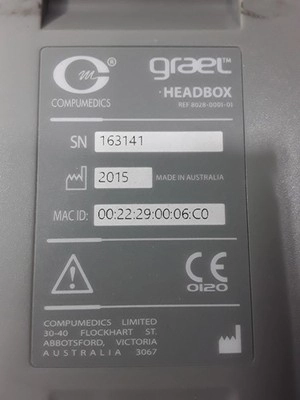 COMPUMEDICS
grael™
HEADBOX
REF 8028-0001-01
SN 163141
2015 MADE IN AUSTRALIA
MAC ID: 00:22:29:00:06:C0
CE
0120
COMPUMEDICS LIMITED
30-40 FLOCKHART ST.
ABBOTSFORD, VICTORIA
AUSTRALIA 3067